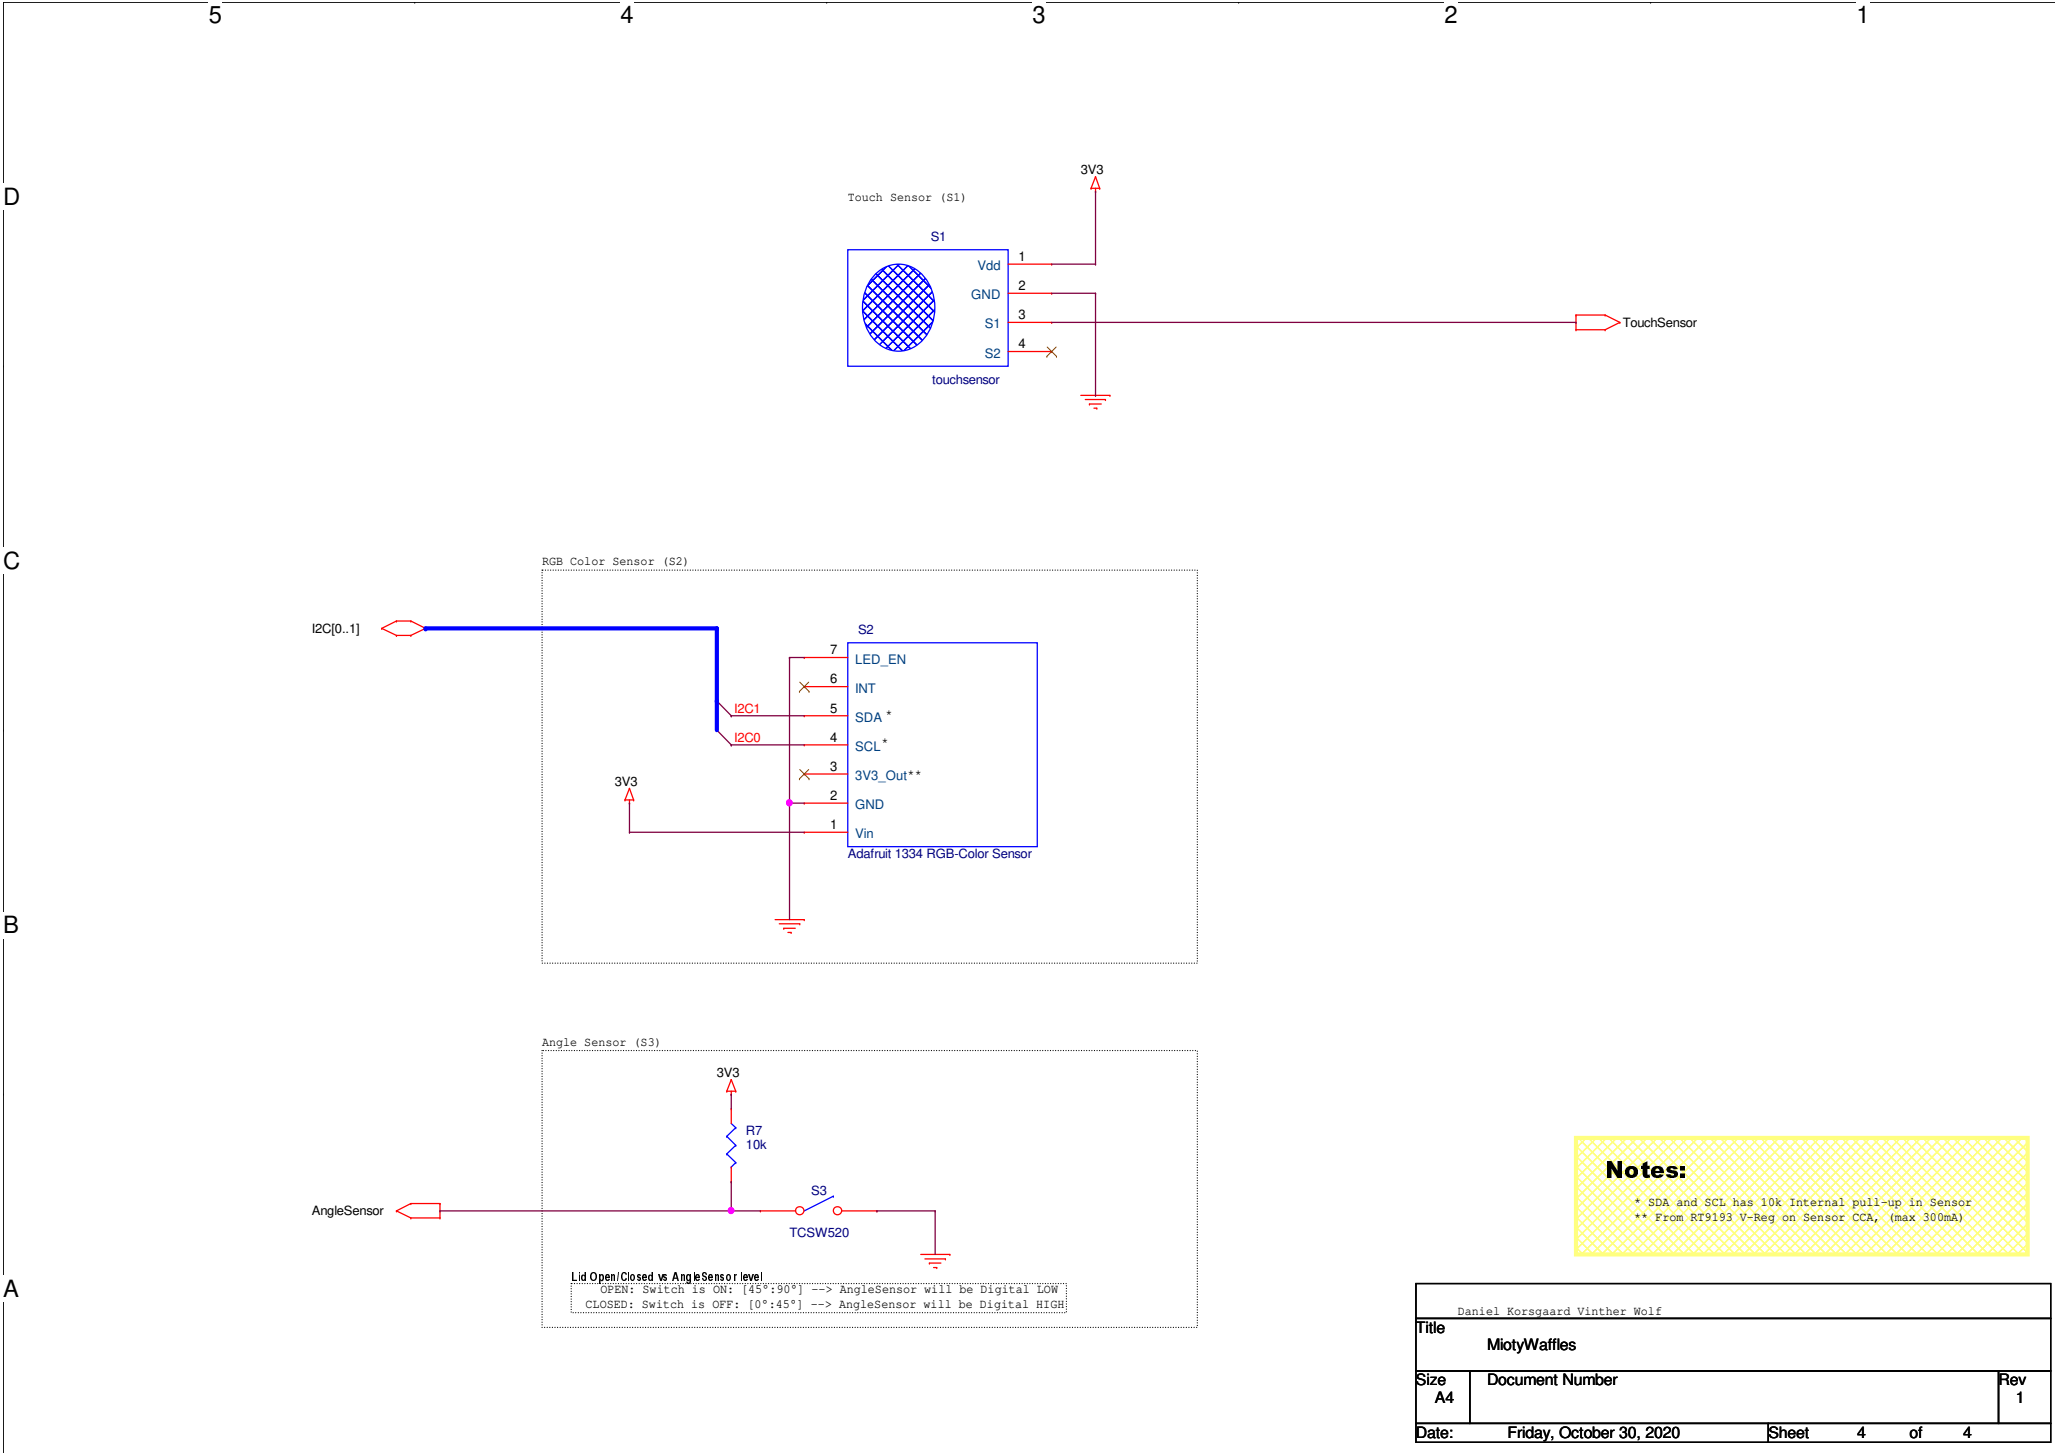 5 4 3 2 1
D
3V3
Touch Sensor (S1)
S1
Vdd 1
GND 2
S1 3
S2 4
TouchSensor
touchsensor
C
RGB Color Sensor (S2)
I2C[0..1]
S2
7 LED_EN
6 INT
I2C1 5 SDA *
I2C0 4 SCL *
3 3V3_Out**
3V3
2 GND
1 Vin
Adafruit 1334 RGB-Color Sensor
B
Angle Sensor (S3)
3V3
R7
10k
AngleSensor
S3
TCSW520
A
Lid Open/Closed vs AngleSensor level
OPEN: Switch is ON: [45°:90°] --> AngleSensor will be Digital LOW
CLOSED: Switch is OFF: [0°:45°] --> AngleSensor will be Digital HIGH
Notes:
* SDA and SCL has 10k Internal pull-up in Sensor
** From RT9193 V-Reg on Sensor CCA, (max 300mA)
Daniel Korsgaard Vinther Wolf
Title
MiotyWaffles
Size Document Number Rev
A4 1
Date: Friday, October 30, 2020 Sheet 4 of 4